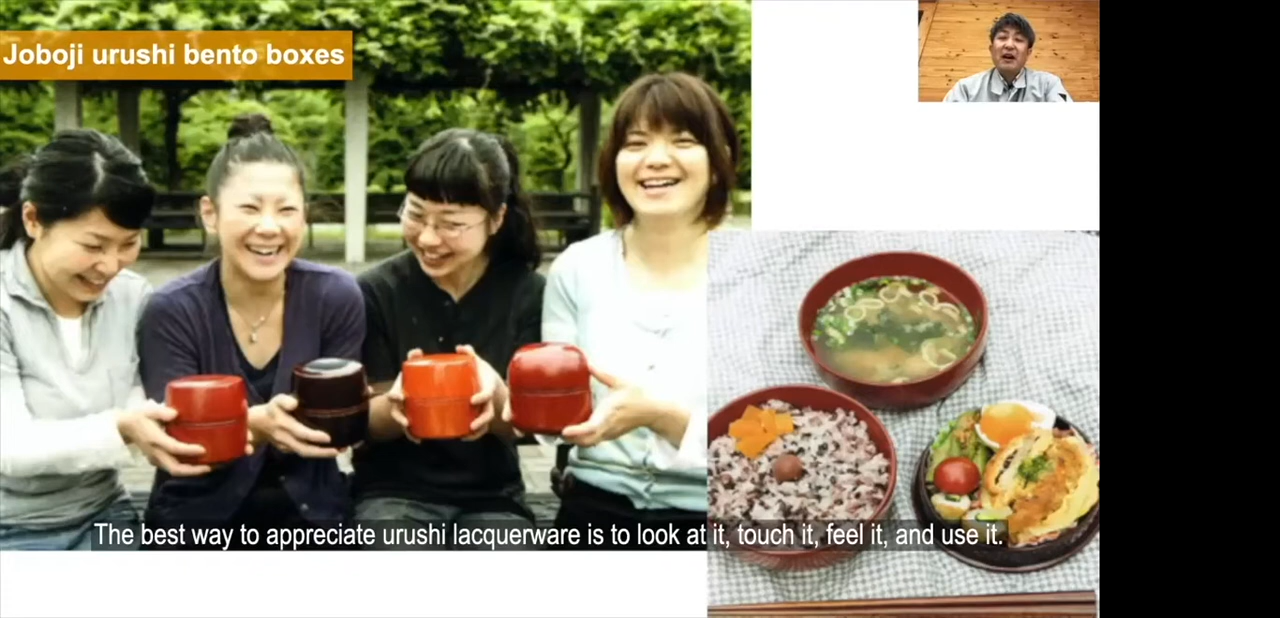 Joboji urushi bento boxes
The best way to appreciate urushi lacquerware is to look at it, touch it, feel it, and use it.